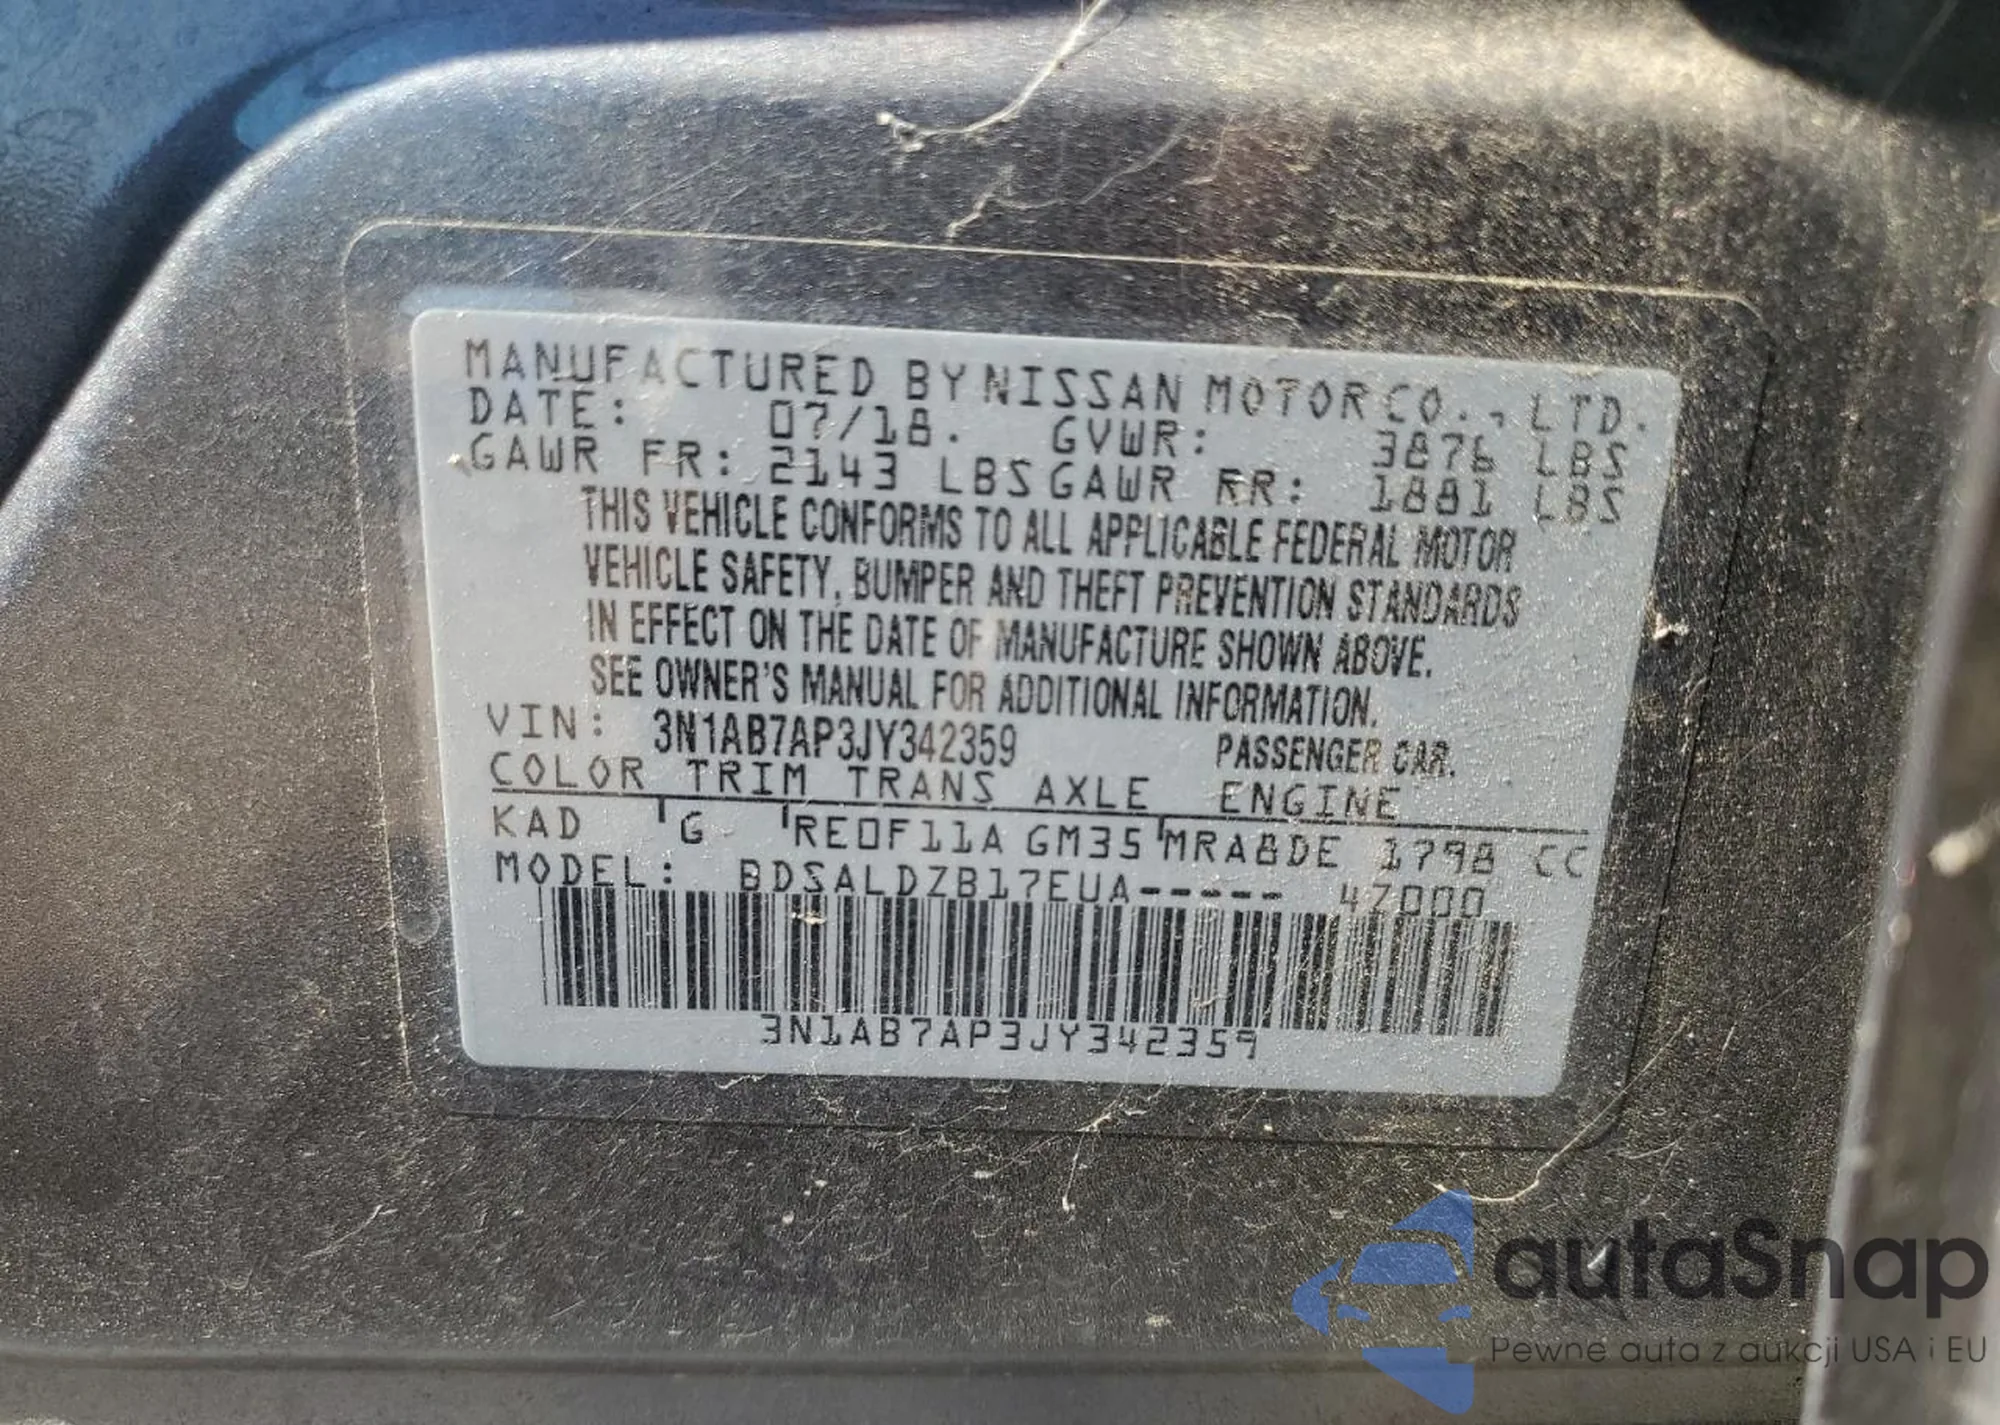 MANUFACTURED BY NISSAN MOTOR CO., LTD.
DATE: 07/18. GVWR: 3876 LBS
GAWR FR: 2143 LBS GAWR RR: 1881 LBS
THIS VEHICLE CONFORMS TO ALL APPLICABLE FEDERAL MOTOR
VEHICLE SAFETY, BUMPER AND THEFT PREVENTION STANDARDS
IN EFFECT ON THE DATE OF MANUFACTURE SHOWN ABOVE.
SEE OWNER'S MANUAL FOR ADDITIONAL INFORMATION.
VIN: 3N1AB7AP3JY342359 PASSENGER CAR.
COLOR TRIM TRANS AXLE ENGINE
KAD G RE0F11A GM35 MRA8DE 1798 CC
MODEL: BDSALDZB17EUA----- 4Z000
3N1AB7AP3JY342359
autoSnap
Pewne auta z aukcji USA i EU